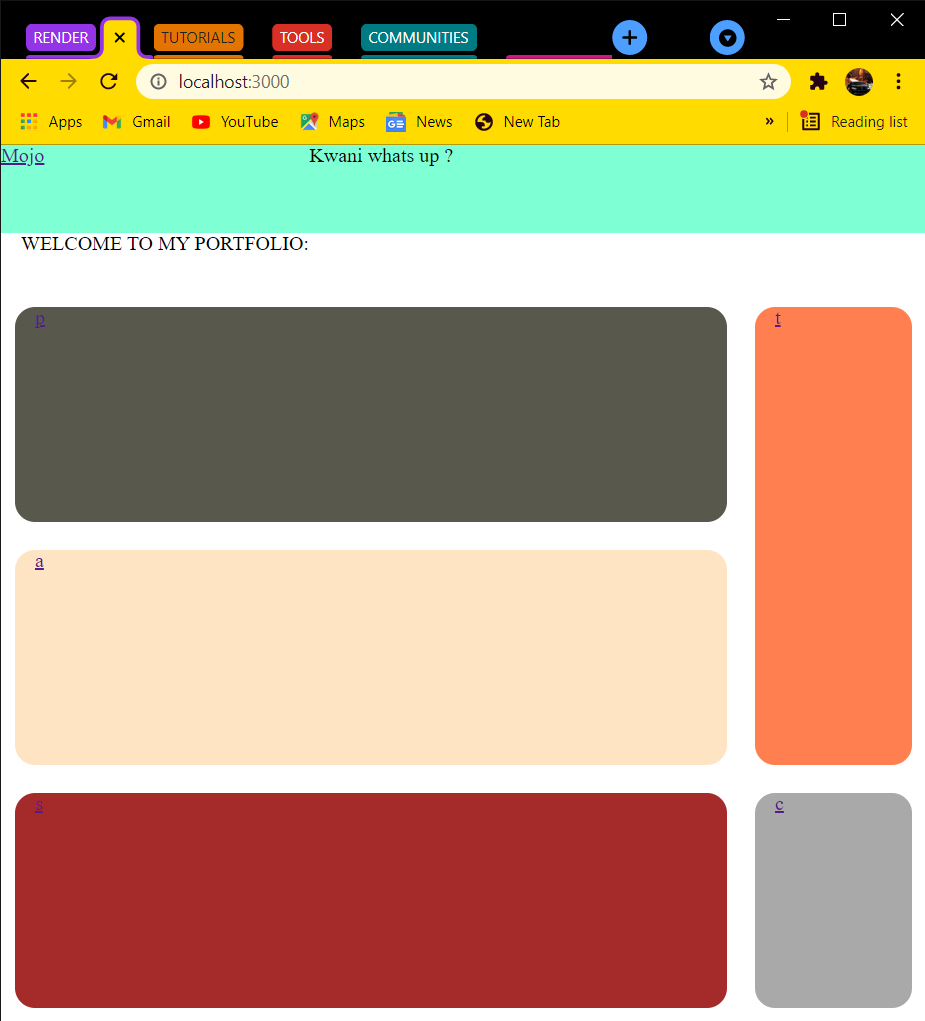 RENDER TUTORIALS TOOLS COMMUNITIES
localhost:3000
Apps Gmail YouTube Maps News New Tab » Reading list
Mojo Kwani whats up ?
WELCOME TO MY PORTFOLIO:
p t
a
s c